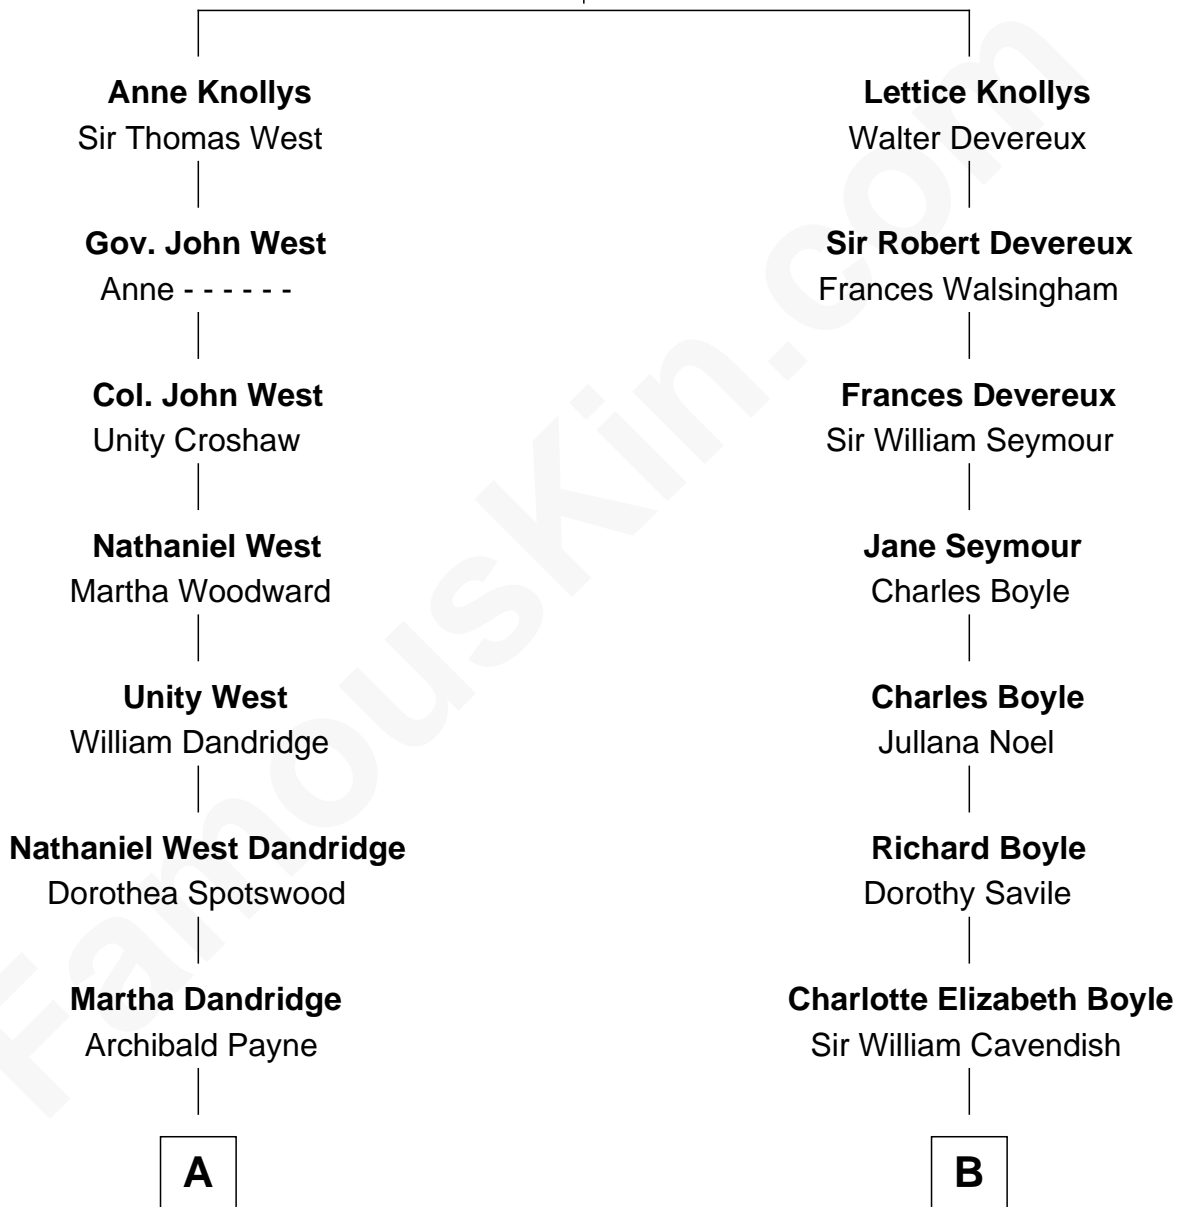 Anne Knollys
Sir Thomas West
Gov. John West
Anne - - - - - -
Col. John West
Unity Croshaw
Nathaniel West
Martha Woodward
Unity West
William Dandridge
Nathaniel West Dandridge
Dorothea Spotswood
Martha Dandridge
Archibald Payne
A
Lettice Knollys
Walter Devereux
Sir Robert Devereux
Frances Walsingham
Frances Devereux
Sir William Seymour
Jane Seymour
Charles Boyle
Charles Boyle
Jullana Noel
Richard Boyle
Dorothy Savile
Charlotte Elizabeth Boyle
Sir William Cavendish
B
FamousKin.com